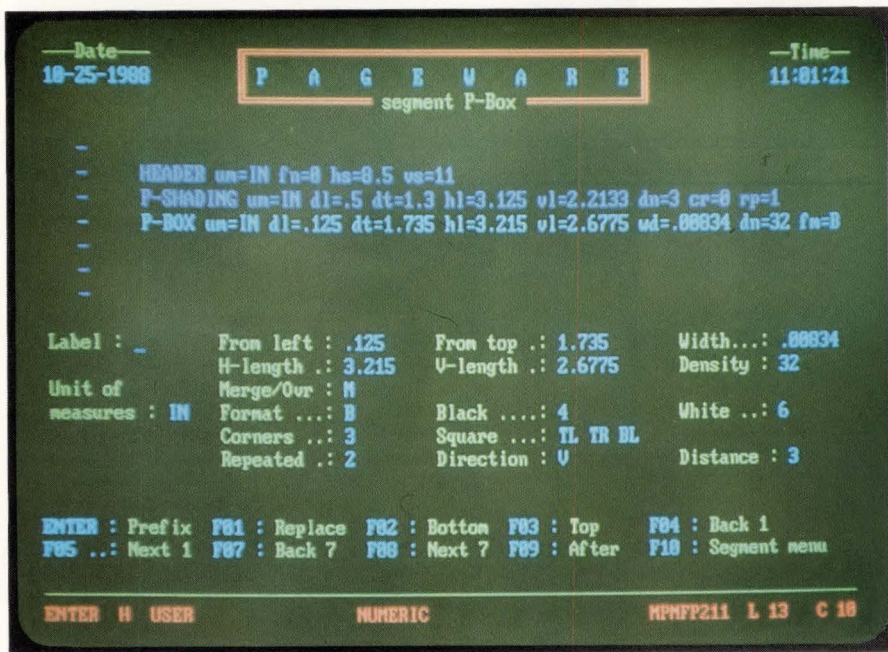 Date Time
10-25-1988 P A G E W A R E 11:01:21
segment P-Box
HEADER um=IN fn=0 hs=8.5 vs=11
P-SHADING um=IN dl=.5 dt=1.3 hl=3.125 vl=2.2133 dn=3 cr=0 rp=1
P-BOX um=IN dl=.125 dt=1.735 hl=3.215 vl=2.6775 wd=.00834 dn=32 fm=B
Label : _ From left : .125 From top .: 1.735 Width...: .00834
H-length .: 3.215 V-length .: 2.6775 Density : 32
Unit of Merge/Ovr : M
measures : IN Format ...: B Black ....: 4 White ..: 6
Corners ..: 3 Square ...: TL TR BL
Repeated .: 2 Direction : V Distance : 3
ENTER : Prefix F01 : Replace F02 : Bottom F03 : Top F04 : Back 1
F05 ..: Next 1 F07 : Back 7 F08 : Next 7 F09 : After F10 : Segment menu
ENTER H USER NUMERIC MPMFP211 L 13 C 10